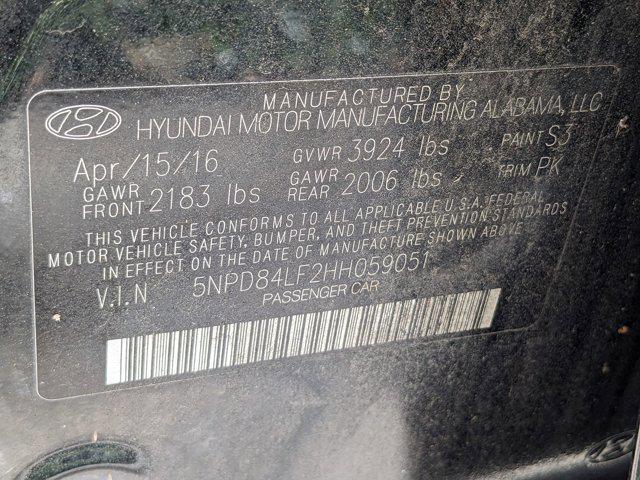 MANUFACTURED BY
HYUNDAI MOTOR MANUFACTURING ALABAMA, LLC
Apr/15/16 GVWR 3924 lbs PAINT S3
GAWR FRONT 2183 lbs GAWR REAR 2006 lbs TRIM PK
THIS VEHICLE CONFORMS TO ALL APPLICABLE U.S.A. FEDERAL
MOTOR VEHICLE SAFETY, BUMPER, AND THEFT PREVENTION STANDARDS
IN EFFECT ON THE DATE OF MANUFACTURE SHOWN ABOVE
V.I.N 5NPD84LF2HH059051
PASSENGER CAR